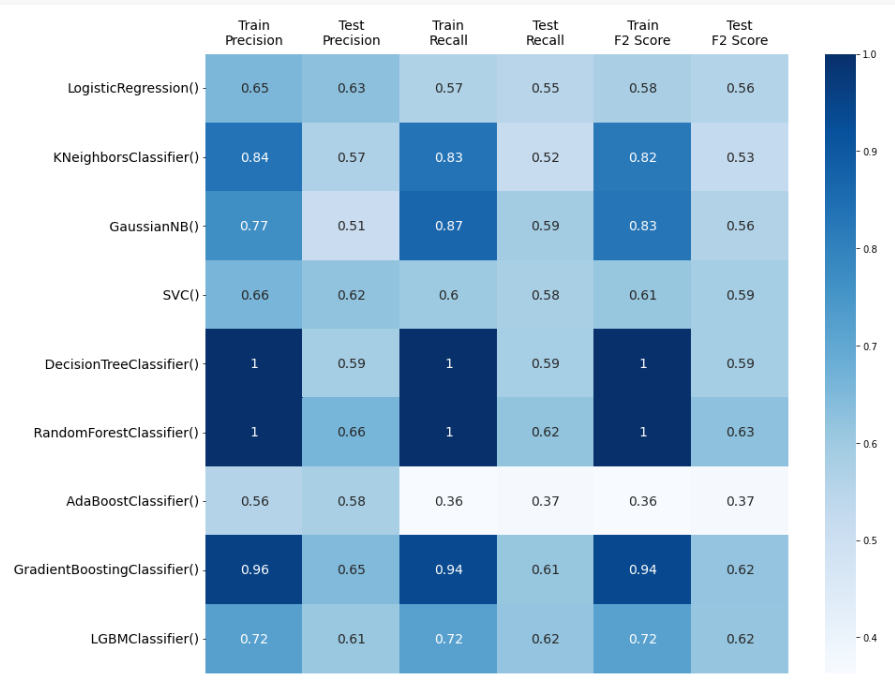 Train Test Train Test Train Test
Precision Precision Recall Recall F2 Score F2 Score
LogisticRegression() 0.65 0.63 0.57 0.55 0.58 0.56
KNeighborsClassifier() 0.84 0.57 0.83 0.52 0.82 0.53
GaussianNB() 0.77 0.51 0.87 0.59 0.83 0.56
SVC() 0.66 0.62 0.6 0.58 0.61 0.59
DecisionTreeClassifier() 1 0.59 1 0.59 1 0.59
RandomForestClassifier() 1 0.66 1 0.62 1 0.63
AdaBoostClassifier() 0.56 0.58 0.36 0.37 0.36 0.37
GradientBoostingClassifier() 0.96 0.65 0.94 0.61 0.94 0.62
LGBMClassifier() 0.72 0.61 0.72 0.62 0.72 0.62
1.0
0.9
0.8
0.7
0.6
0.5
0.4